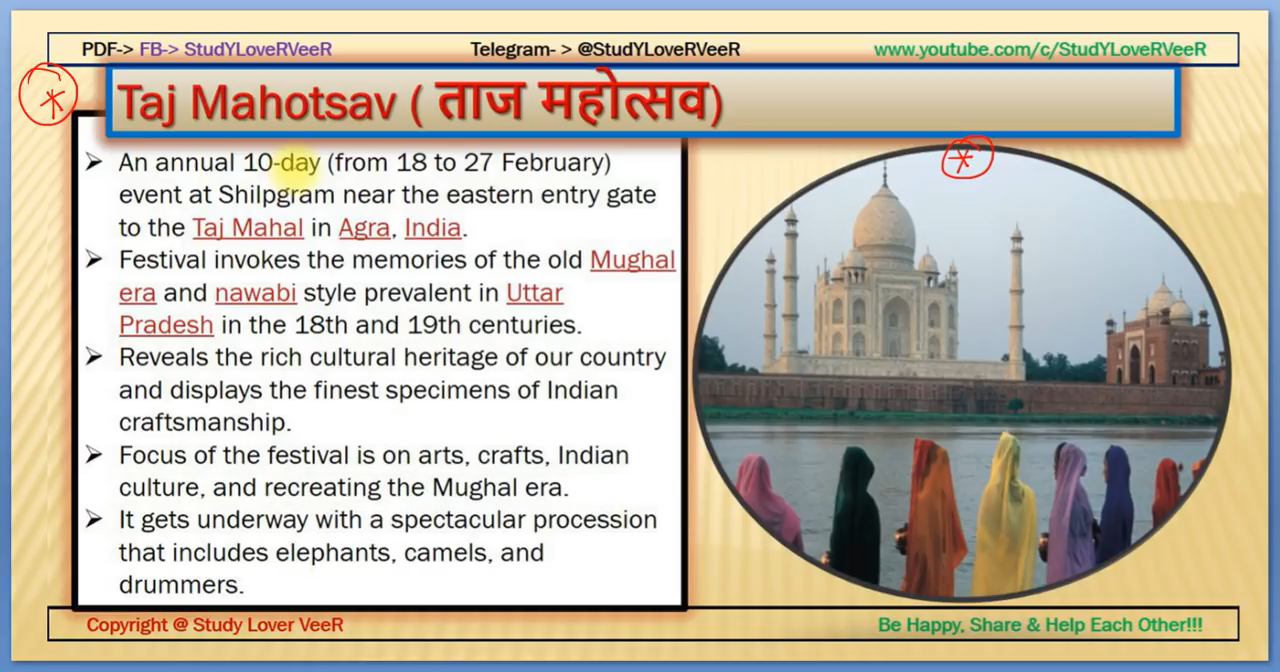 PDF-> FB-> StudYLoveRVeeR Telegram- > @StudYLoveRVeeR www.youtube.com/c/StudYLoveRVeeR
Taj Mahotsav ( ताज महोत्सव)
➢ An annual 10-day (from 18 to 27 February)
event at Shilpgram near the eastern entry gate
to the Taj Mahal in Agra, India.
➢ Festival invokes the memories of the old Mughal
era and nawabi style prevalent in Uttar
Pradesh in the 18th and 19th centuries.
➢ Reveals the rich cultural heritage of our country
and displays the finest specimens of Indian
craftsmanship.
➢ Focus of the festival is on arts, crafts, Indian
culture, and recreating the Mughal era.
➢ It gets underway with a spectacular procession
that includes elephants, camels, and
drummers.
Copyright @ Study Lover VeeR Be Happy, Share & Help Each Other!!!